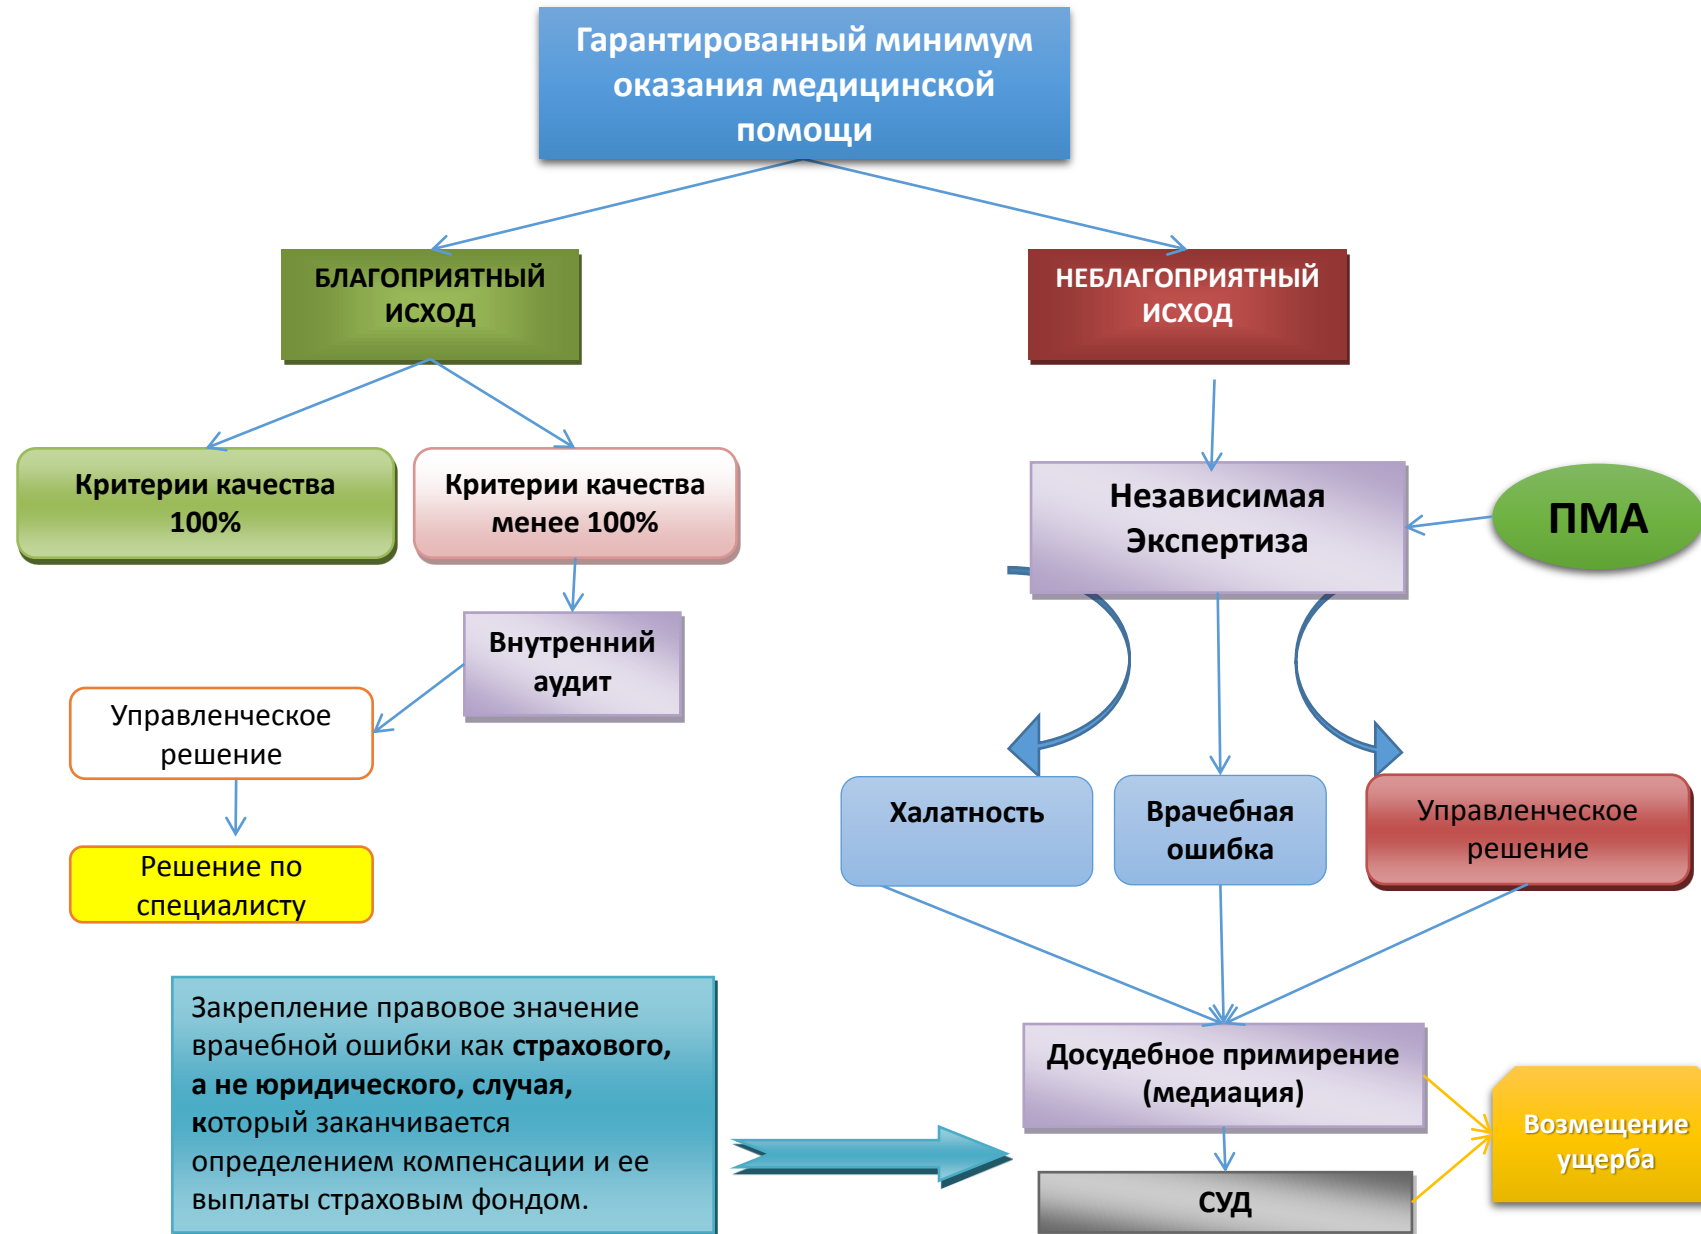 Гарантированный минимум
оказания медицинской
помощи
БЛАГОПРИЯТНЫЙ
ИСХОД
НЕБЛАГОПРИЯТНЫЙ
ИСХОД
Критерии качества
100%
Критерии качества
менее 100%
Независимая
Экспертиза
ПМА
Внутренний
аудит
Управленческое
решение
Решение по
специалисту
Халатность
Врачебная
ошибка
Управленческое
решение
Закрепление правовое значение
врачебной ошибки как страхового,
а не юридического, случая,
который заканчивается
определением компенсации и ее
выплаты страховым фондом.
Досудебное примирение
(медиация)
СУД
Возмещение
ущерба